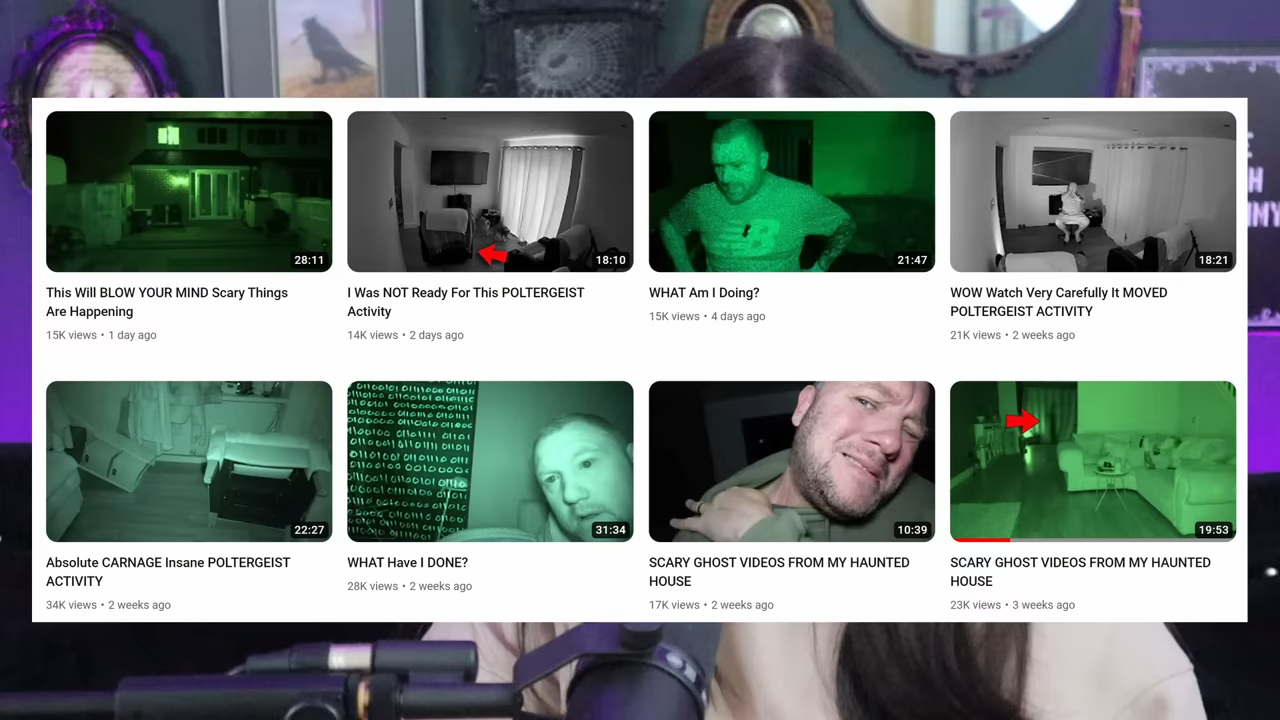 28:11
18:10
21:47
18:21
This Will BLOW YOUR MIND Scary Things
Are Happening
15K views • 1 day ago
I Was NOT Ready For This POLTERGEIST
Activity
14K views • 2 days ago
WHAT Am I Doing?
15K views • 4 days ago
WOW Watch Very Carefully It MOVED
POLTERGEIST ACTIVITY
21K views • 2 weeks ago
22:27
31:34
10:39
19:53
Absolute CARNAGE Insane POLTERGEIST
ACTIVITY
34K views • 2 weeks ago
WHAT Have I DONE?
28K views • 2 weeks ago
SCARY GHOST VIDEOS FROM MY HAUNTED
HOUSE
17K views • 2 weeks ago
SCARY GHOST VIDEOS FROM MY HAUNTED
HOUSE
23K views • 3 weeks ago